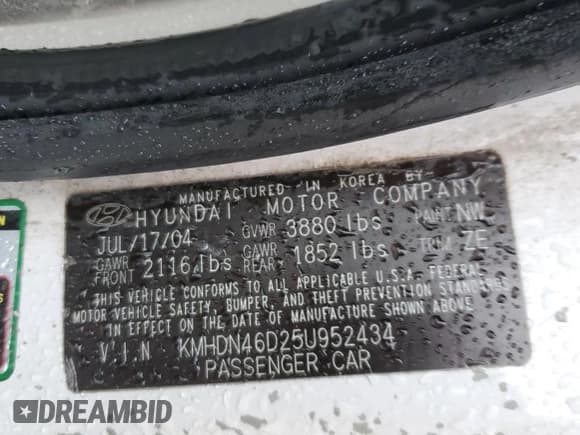 MANUFACTURED IN KOREA BY
HYUNDAI MOTOR COMPANY
JUL/17/04 GVWR 3880 lbs PAINT NW
GAWR FRONT 2116 lbs GAWR REAR 1852 lbs TRIM ZE
THIS VEHICLE CONFORMS TO ALL APPLICABLE U.S.A. FEDERAL
MOTOR VEHICLE SAFETY, BUMPER, AND THEFT PREVENTION STANDARDS
IN EFFECT ON THE DATE OF MANUFACTURE SHOWN ABOVE.
V I N KMHDN46D25U952434
PASSENGER CAR
DREAMBID
DREAMBID